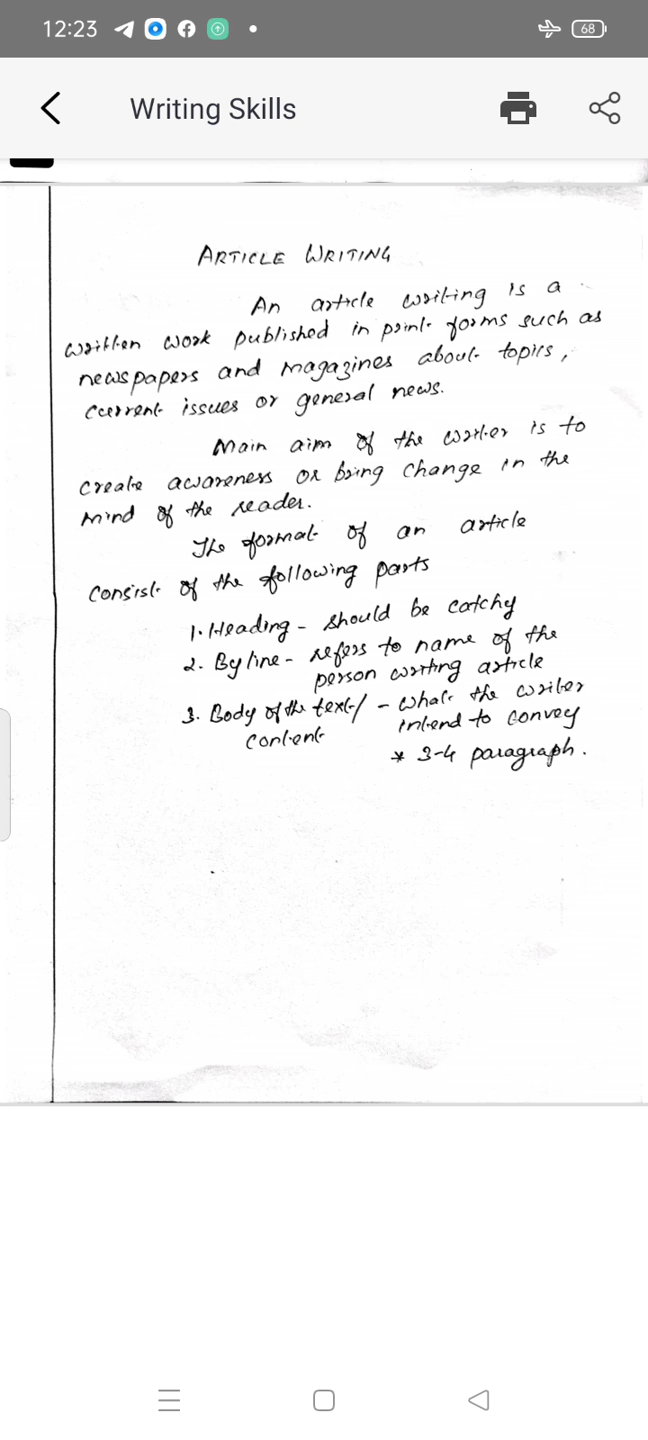 12:23
68
Writing Skills
ARTICLE WRITING
An article writing is a
written work published in print forms such as
newspapers and magazines about topics,
current issues or general news.
Main aim of the writer is to
create awareness or bring change in the
mind of the reader.
The format of an article
consist of the following parts
1. Heading - should be catchy
2. Byline - refers to name of the
person writing article
3. Body of the text/ - what the writer
content intend to convey
* 3-4 paragraph.